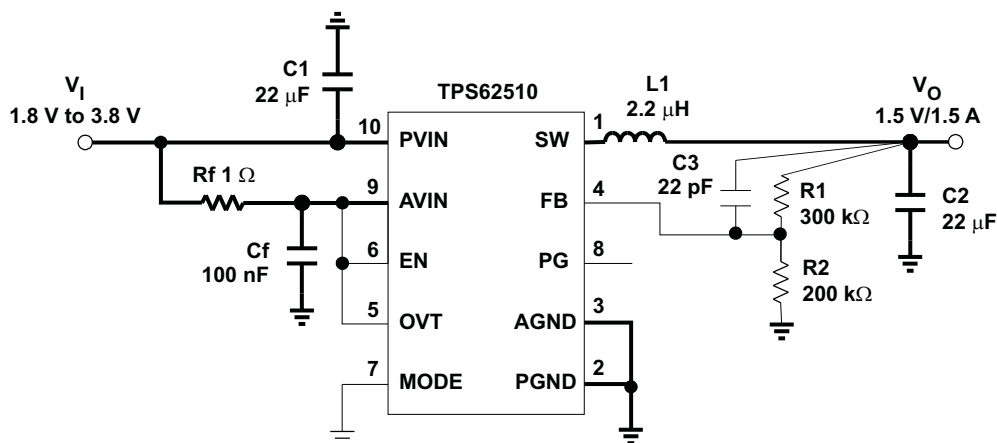 C1
22 μF
TPS62510
L1
2.2 μH
VI
1.8 V to 3.8 V
VO
1.5 V/1.5 A
10
PVIN
SW
1
Rf 1 Ω
C3
22 pF
9
AVIN
FB
4
R1
300 kΩ
C2
22 μF
Cf
100 nF
6
EN
PG
8
R2
200 kΩ
5
OVT
AGND
3
7
MODE
PGND
2